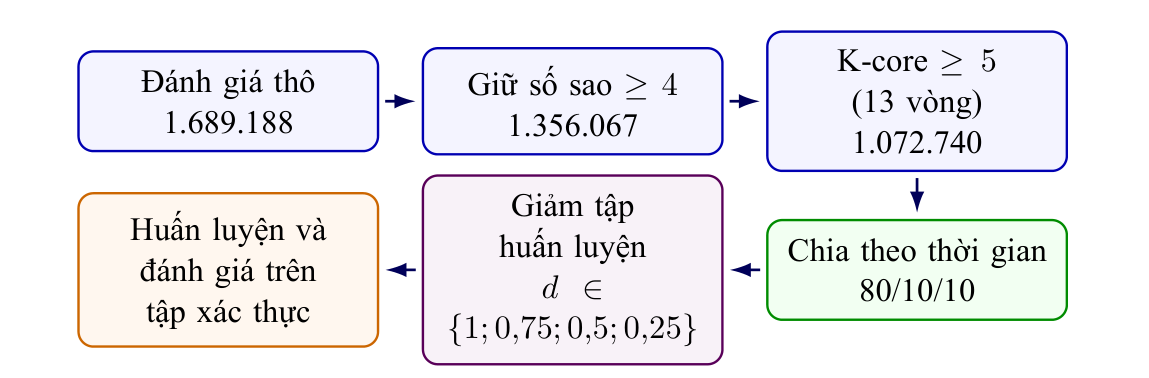 Đánh giá thô
1.689.188
Giữ số sao ≥ 4
1.356.067
K-core ≥ 5
(13 vòng)
1.072.740
Chia theo thời gian
80/10/10
Giảm tập
huấn luyện
d ∈
{1; 0,75; 0,5; 0,25}
Huấn luyện và
đánh giá trên
tập xác thực